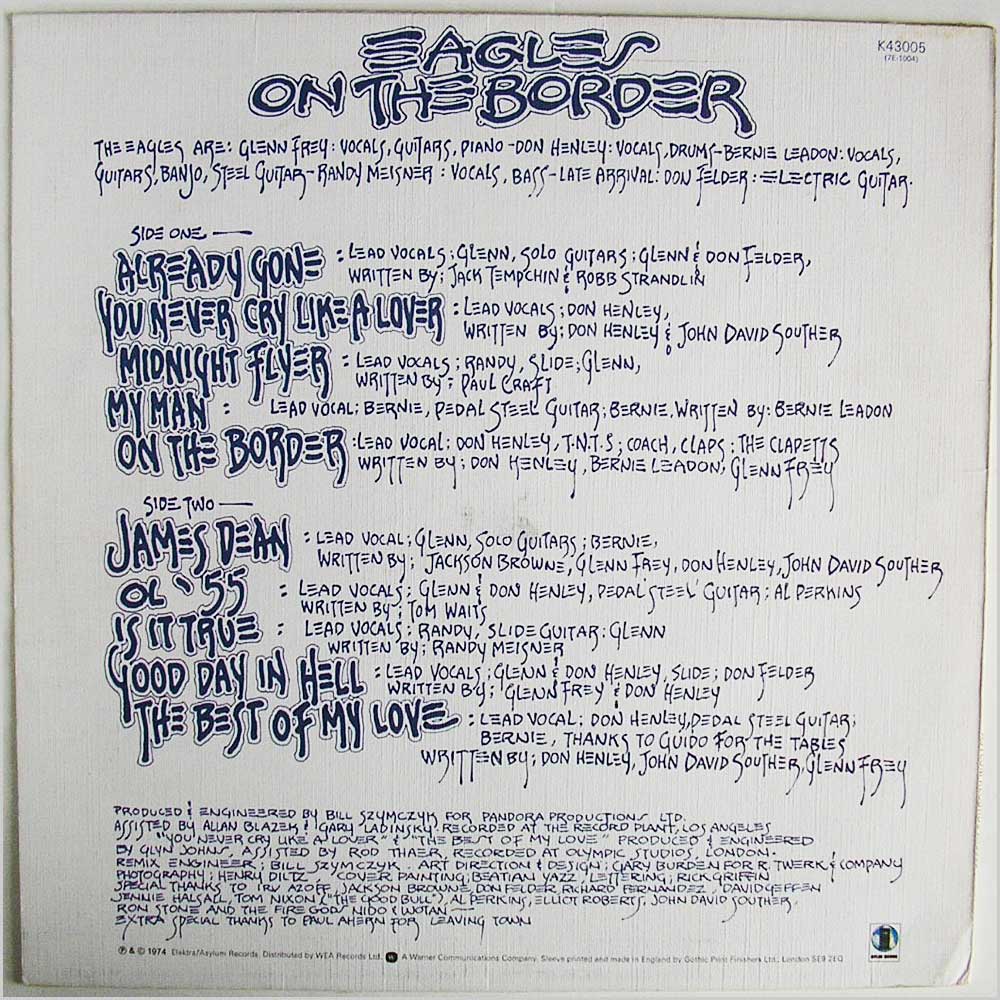 EAGLES
K43005
(7E-1004)
ON THE BORDER
THE EAGLES ARE: GLENN FREY: VOCALS, GUITARS, PIANO - DON HENLEY: VOCALS, DRUMS - BERNIE LEADON: VOCALS,
GUITARS, BANJO, STEEL GUITAR - RANDY MEISNER: VOCALS, BASS - LATE ARRIVAL: DON FELDER: ELECTRIC GUITAR.
SIDE ONE —
ALREADY GONE : LEAD VOCALS; GLENN, SOLO GUITARS; GLENN & DON FELDER,
WRITTEN BY; JACK TEMPCHIN & ROBB STRANDLIN
YOU NEVER CRY LIKE A LOVER : LEAD VOCALS; DON HENLEY,
WRITTEN BY; DON HENLEY & JOHN DAVID SOUTHER
MIDNIGHT FLYER : LEAD VOCALS; RANDY, SLIDE; GLENN,
WRITTEN BY; PAUL CRAFT
MY MAN : LEAD VOCAL; BERNIE, PEDAL STEEL GUITAR; BERNIE, WRITTEN BY: BERNIE LEADON
ON THE BORDER : LEAD VOCAL: DON HENLEY, T.N.T.S; COACH, CLAPS: THE CLAPETTS
WRITTEN BY; DON HENLEY, BERNIE LEADON, GLENN FREY
SIDE TWO —
JAMES DEAN : LEAD VOCAL; GLENN, SOLO GUITARS; BERNIE,
WRITTEN BY; JACKSON BROWNE, GLENN FREY, DON HENLEY, JOHN DAVID SOUTHER
OL '55 : LEAD VOCALS; GLENN & DON HENLEY, PEDAL STEEL GUITAR; AL PERKINS
WRITTEN BY; TOM WAITS
IS IT TRUE : LEAD VOCALS; RANDY, SLIDE GUITAR: GLENN
WRITTEN BY; RANDY MEISNER
GOOD DAY IN HELL : LEAD VOCALS; GLENN & DON HENLEY, SLIDE; DON FELDER
WRITTEN BY; GLENN FREY & DON HENLEY
THE BEST OF MY LOVE : LEAD VOCAL; DON HENLEY, PEDAL STEEL GUITAR;
BERNIE, THANKS TO GUIDO FOR THE TABLES
WRITTEN BY; DON HENLEY, JOHN DAVID SOUTHER, GLENN FREY
PRODUCED & ENGINEERED BY BILL SZYMCZYK FOR PANDORA PRODUCTIONS LTD.
ASSISTED BY ALLAN BLAZEK & GARY LADINSKY. RECORDED AT THE RECORD PLANT, LOS ANGELES
"YOU NEVER CRY LIKE A LOVER" & "THE BEST OF MY LOVE" PRODUCED & ENGINEERED
BY GLYN JOHNS, ASSISTED BY ROD THAER, RECORDED AT OLYMPIC STUDIOS, LONDON.
REMIX ENGINEER; BILL SZYMCZYK. ART DIRECTION & DESIGN; GARY BURDEN FOR R. TWERK & COMPANY
PHOTOGRAPHY; HENRY DILTZ, COVER PAINTING; BEATIAN YAZZ, LETTERING; RICK GRIFFIN
SPECIAL THANKS TO IRV AZOFF, JACKSON BROWNE, DON FELDER, RICHARD FERNANDEZ, DAVID GEFFEN
JENNIE HALSALL, TOM NIXON ("THE GOOD BULL"), AL PERKINS, ELLIOT ROBERTS, JOHN DAVID SOUTHER,
RON STONE AND THE FIRE GODS NIDO & WOTAN —
EXTRA SPECIAL THANKS TO PAUL AHERN FOR LEAVING TOWN
℗ & © 1974 Elektra/Asylum Records. Distributed by WEA Records Ltd. A Warner Communications Company. Sleeve printed and made in England by Gothic Print Finishers Ltd., London SE9 2EQ